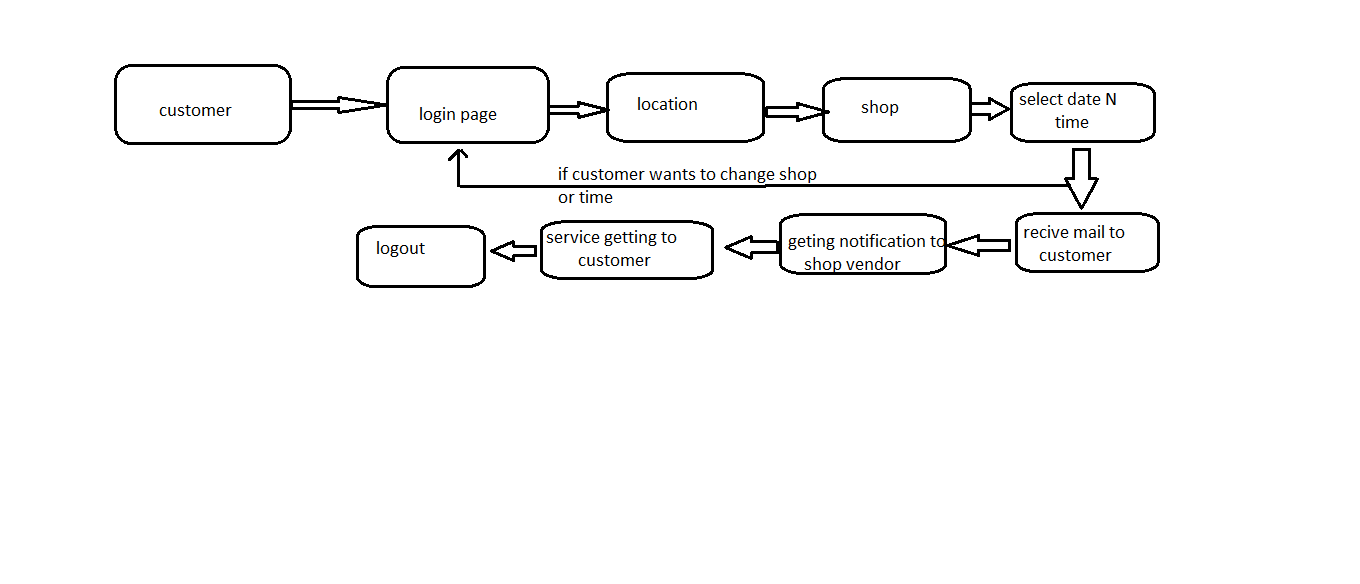 customer
login page
location
shop
select date N
time
if customer wants to change shop
or time
recive mail to
customer
geting notification to
shop vendor
service getting to
customer
logout